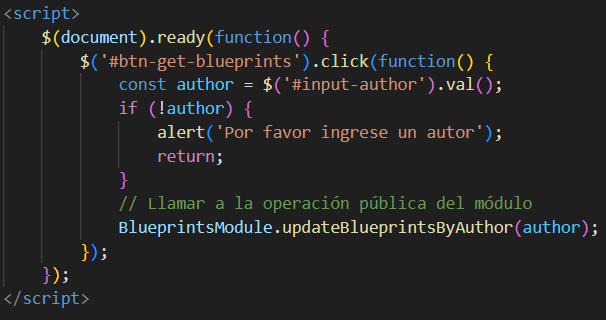 <script>
$(document).ready(function() {
$('#btn-get-blueprints').click(function() {
const author = $('#input-author').val();
if (!author) {
alert('Por favor ingrese un autor');
return;
}
// Llamar a la operación pública del módulo
BlueprintsModule.updateBlueprintsByAuthor(author);
});
});
</script>